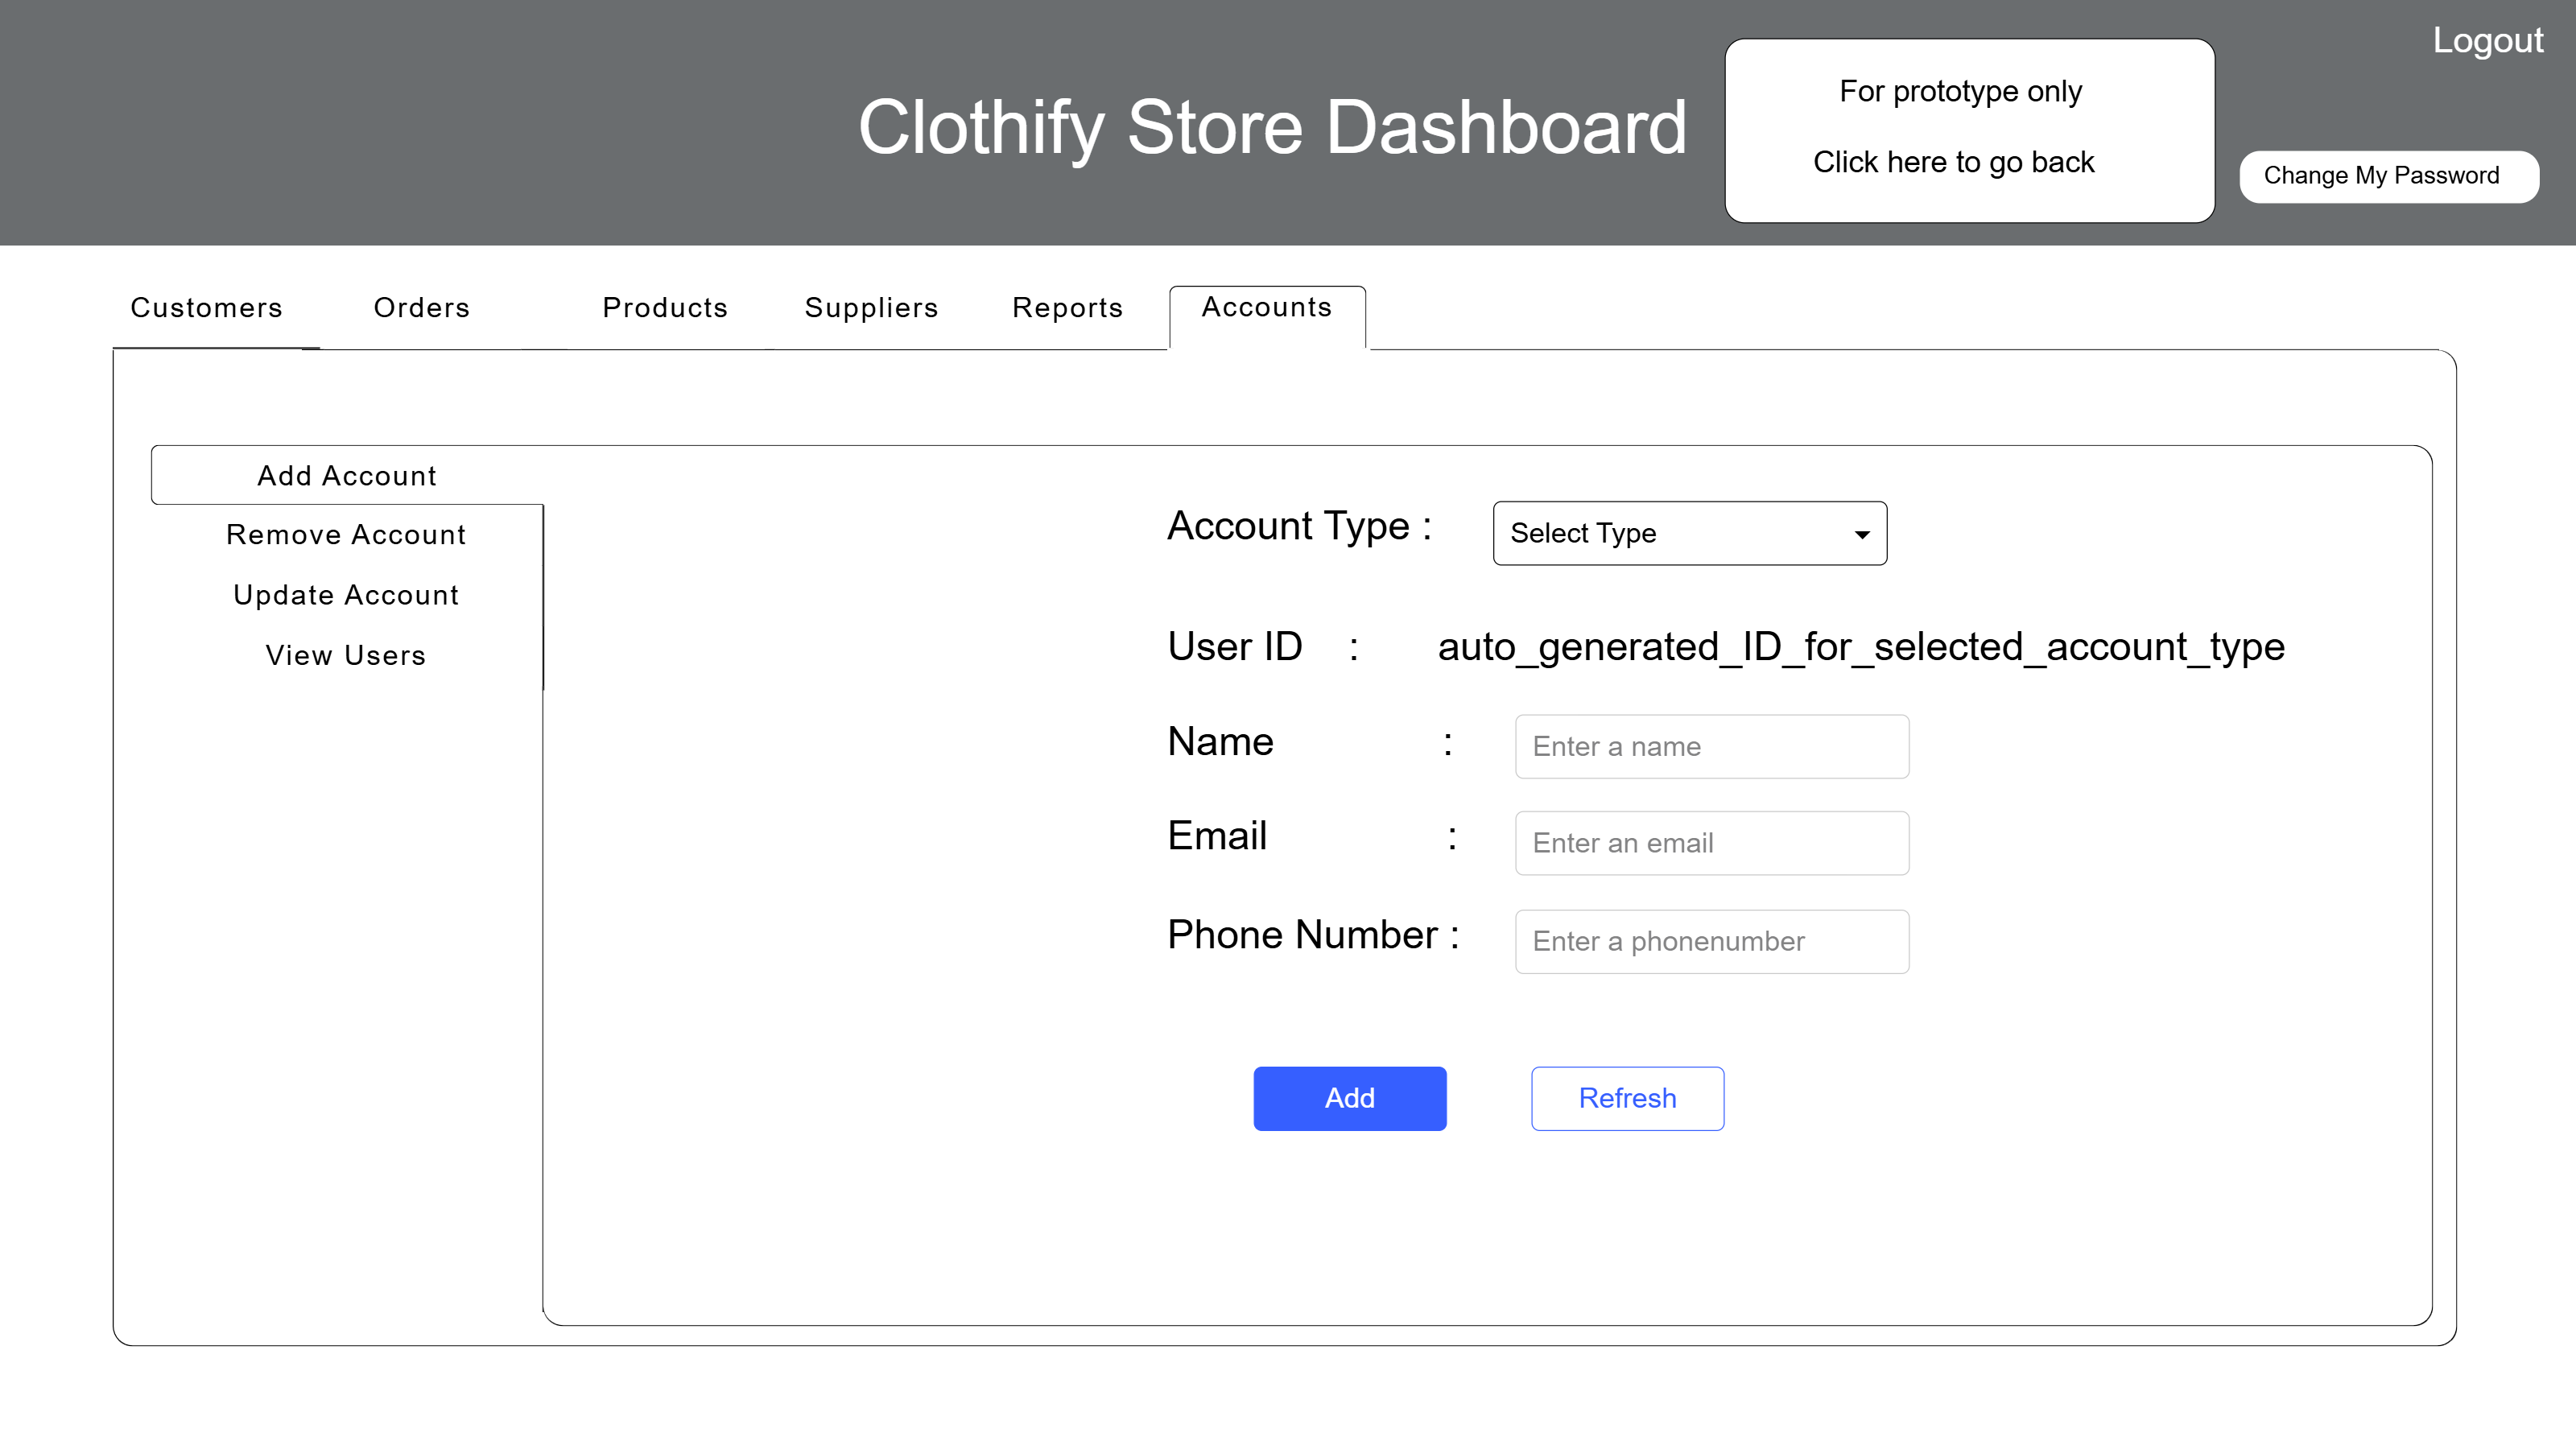 Logout
Clothify Store Dashboard
For prototype only
Click here to go back
Change My Password
Customers Orders Products Suppliers Reports Accounts
Add Account
Remove Account
Update Account
View Users
Account Type : Select Type
User ID : auto_generated_ID_for_selected_account_type
Name : Enter a name
Email : Enter an email
Phone Number : Enter a phonenumber
Add Refresh